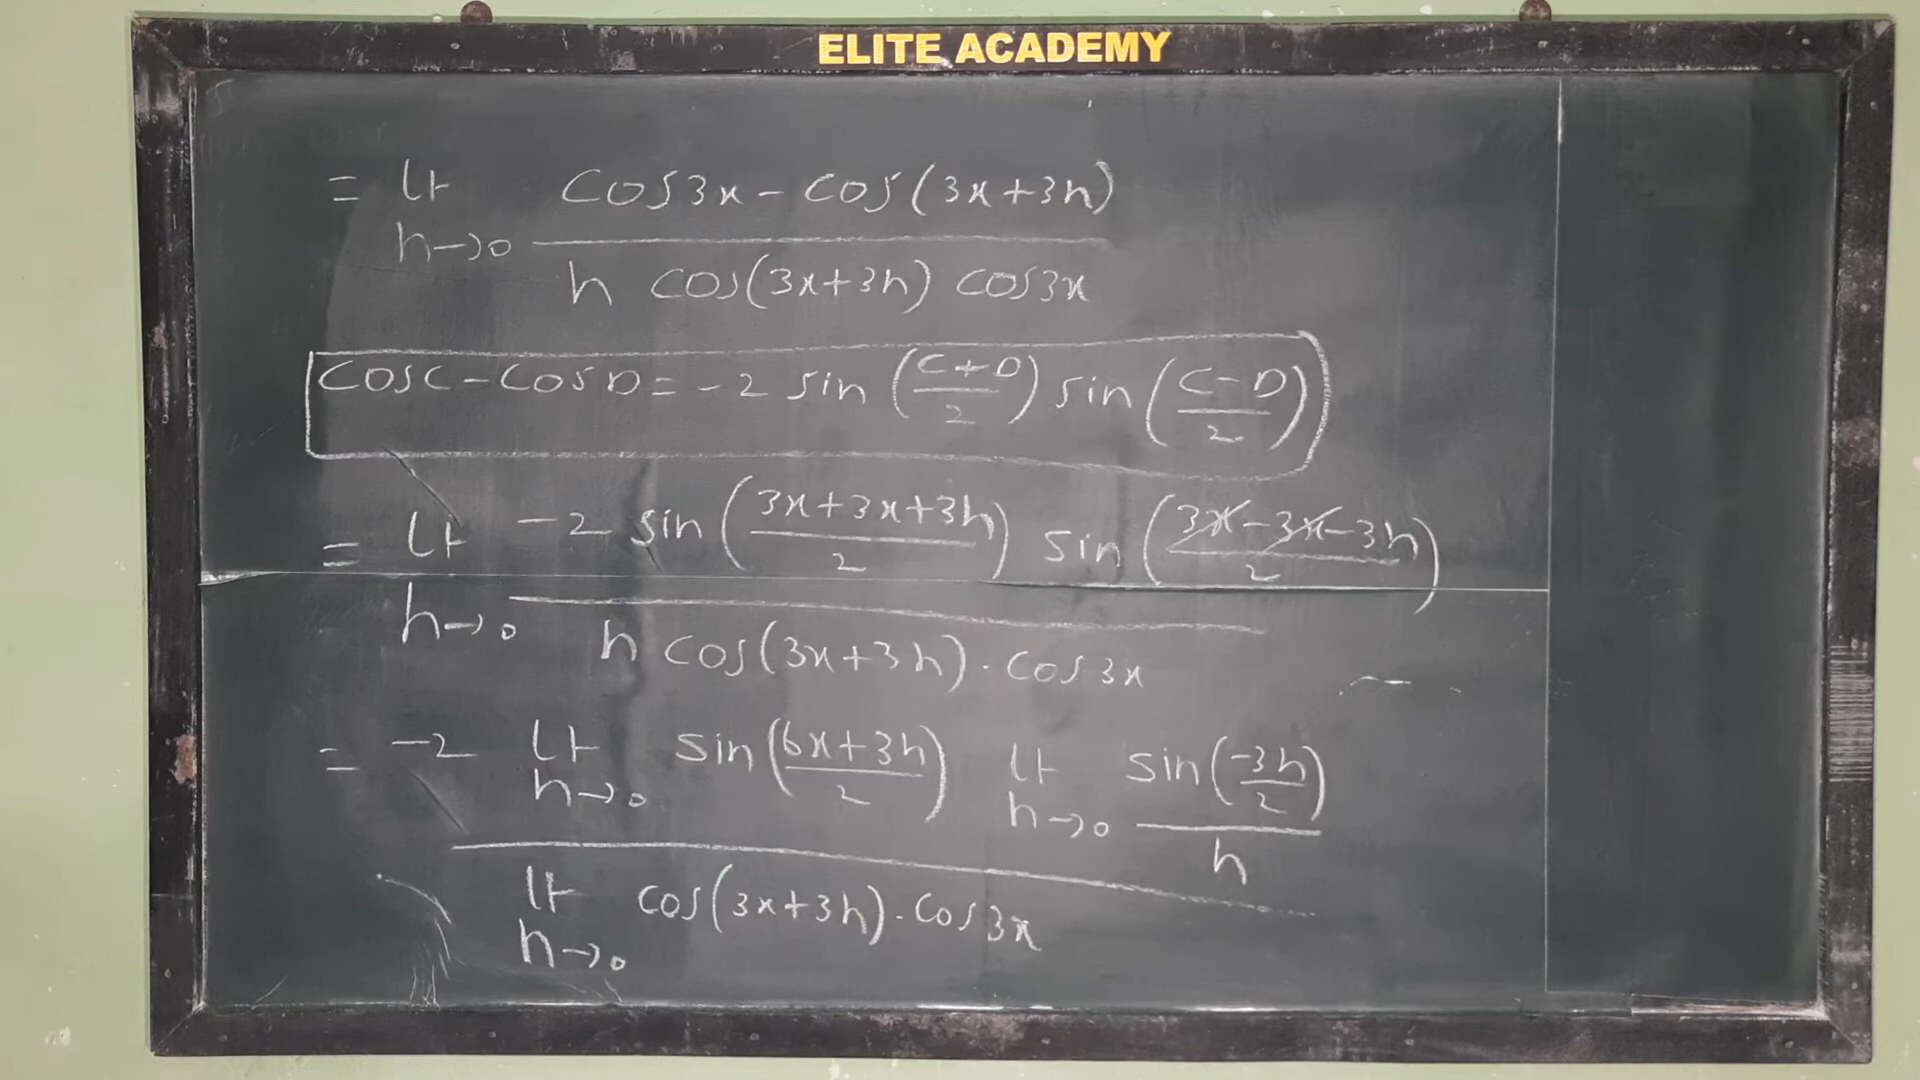 ELITE ACADEMY
= lt h→0 cos3x - cos(3x+3h) / h cos(3x+3h) cos3x
cosC - cosD = -2 sin((C+D)/2) sin((C-D)/2)
= lt h→0 -2 sin((3x+3x+3h)/2) sin((3x-3x-3h)/2) / h cos(3x+3h) . cos3x
= -2 lt h→0 sin((6x+3h)/2) lt h→0 sin((-3h)/2) / h
lt h→0 cos(3x+3h) . cos3x